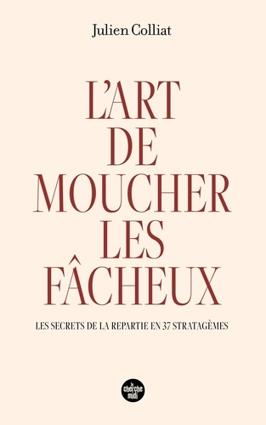 Julien Colliat
L'ART
DE
MOUCHER
LES
FÂCHEUX
LES SECRETS DE LA REPARTIE EN 37 STRATAGÈMES
le
cherche
midi